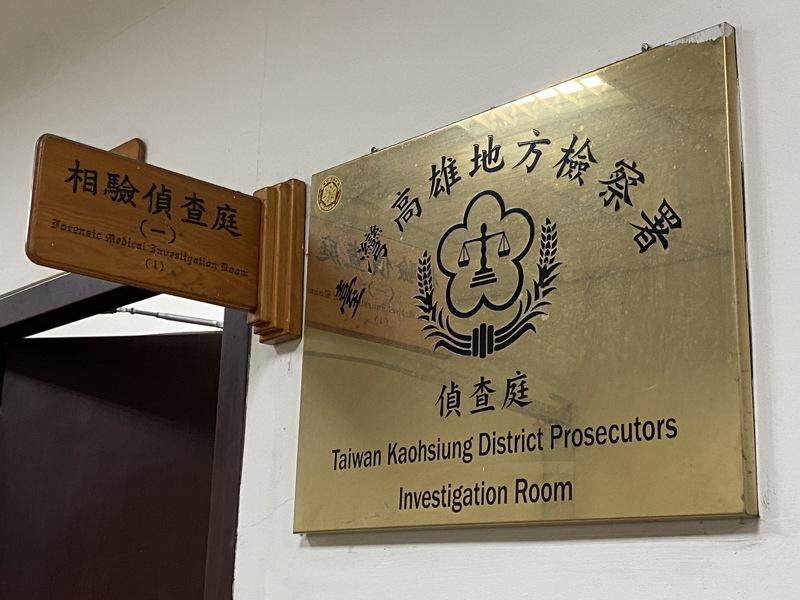 相驗偵查庭
(一)
Forensic Medical Investigation Room
(1)
臺灣高雄地方檢察署
偵查庭
Taiwan Kaohsiung District Prosecutors
Investigation Room